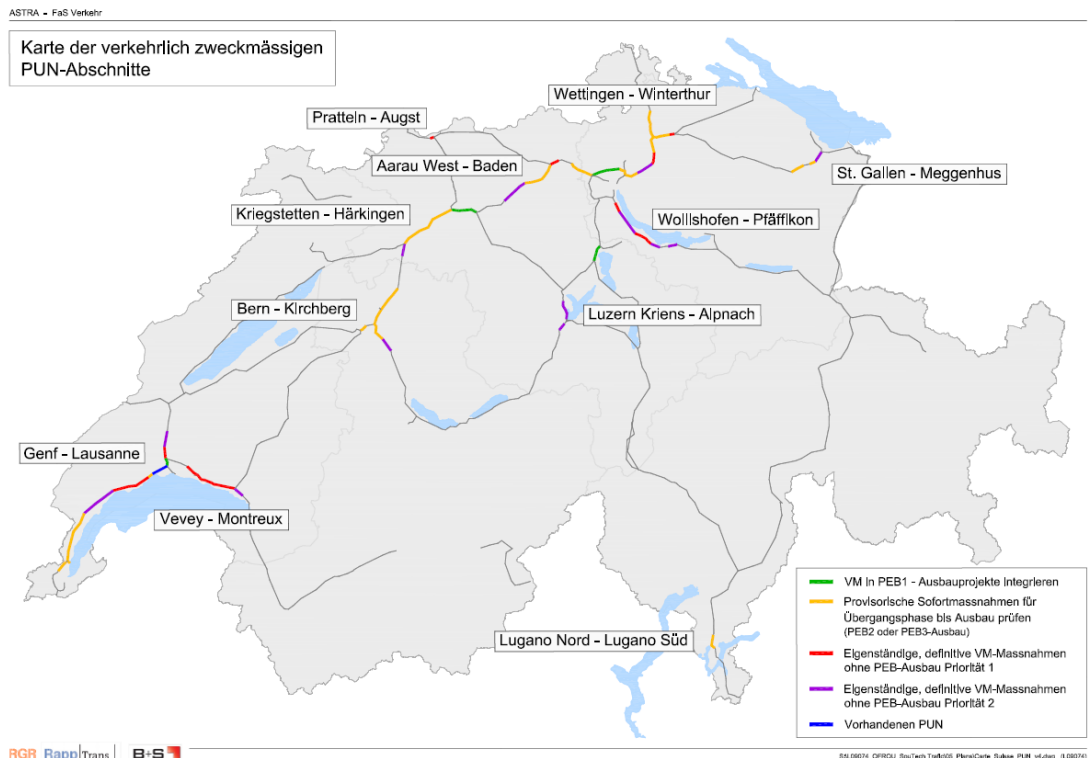 ASTRA - FaS Verkehr
Karte der verkehrlich zweckmässigen
PUN-Abschnitte
Wettingen - Winterthur
Pratteln - Augst
Aarau West - Baden
St. Gallen - Meggenhus
Kriegstetten - Härkingen
Wollishofen - Pfäffikon
Bern - Kirchberg
Luzern Kriens - Alpnach
Genf - Lausanne
Vevey - Montreux
Lugano Nord - Lugano Süd
VM in PEB1 - Ausbauprojekte integrieren
Provisorische Sofortmassnahmen für
Übergangsphase bis Ausbau prüfen
(PEB2 oder PEB3-Ausbau)
Eigenständige, definitive VM-Massnahmen
ohne PEB-Ausbau Priorität 1
Eigenständige, definitive VM-Massnahmen
ohne PEB-Ausbau Priorität 2
Vorhandenen PUN
RGR Rapp Trans B+S